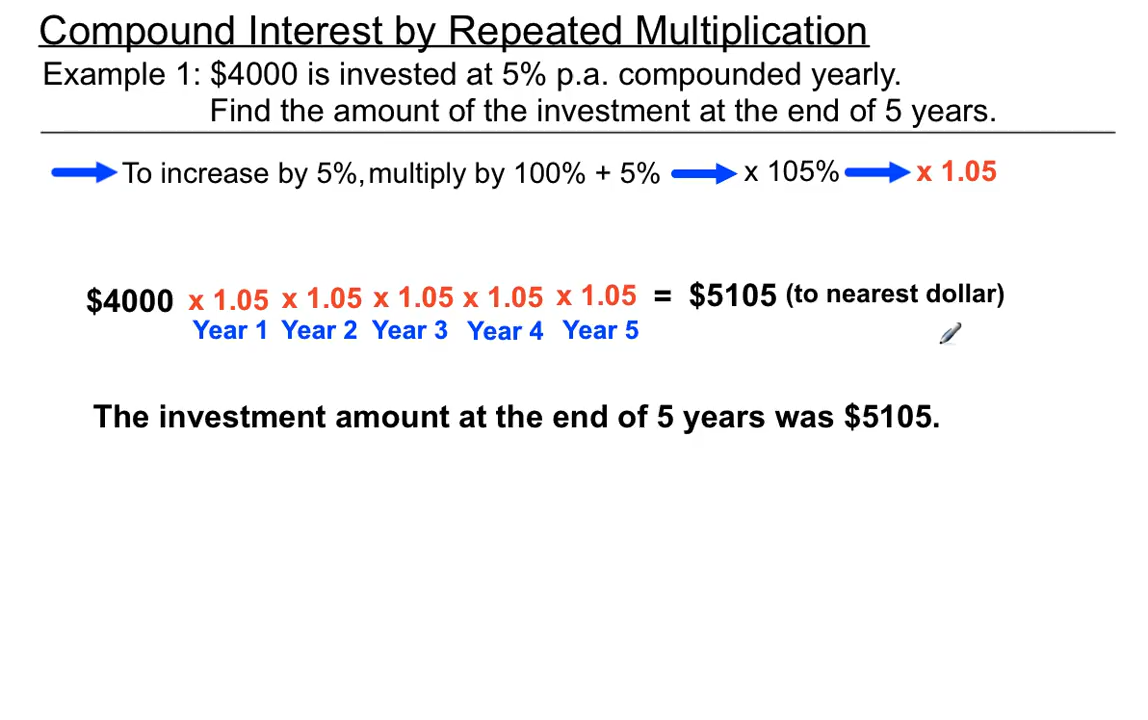 Compound Interest by Repeated Multiplication
Example 1: $4000 is invested at 5% p.a. compounded yearly.
Find the amount of the investment at the end of 5 years.
To increase by 5%, multiply by 100% + 5% x 105% x 1.05
$4000 x 1.05 x 1.05 x 1.05 x 1.05 x 1.05 = $5105 (to nearest dollar)
Year 1 Year 2 Year 3 Year 4 Year 5
The investment amount at the end of 5 years was $5105.